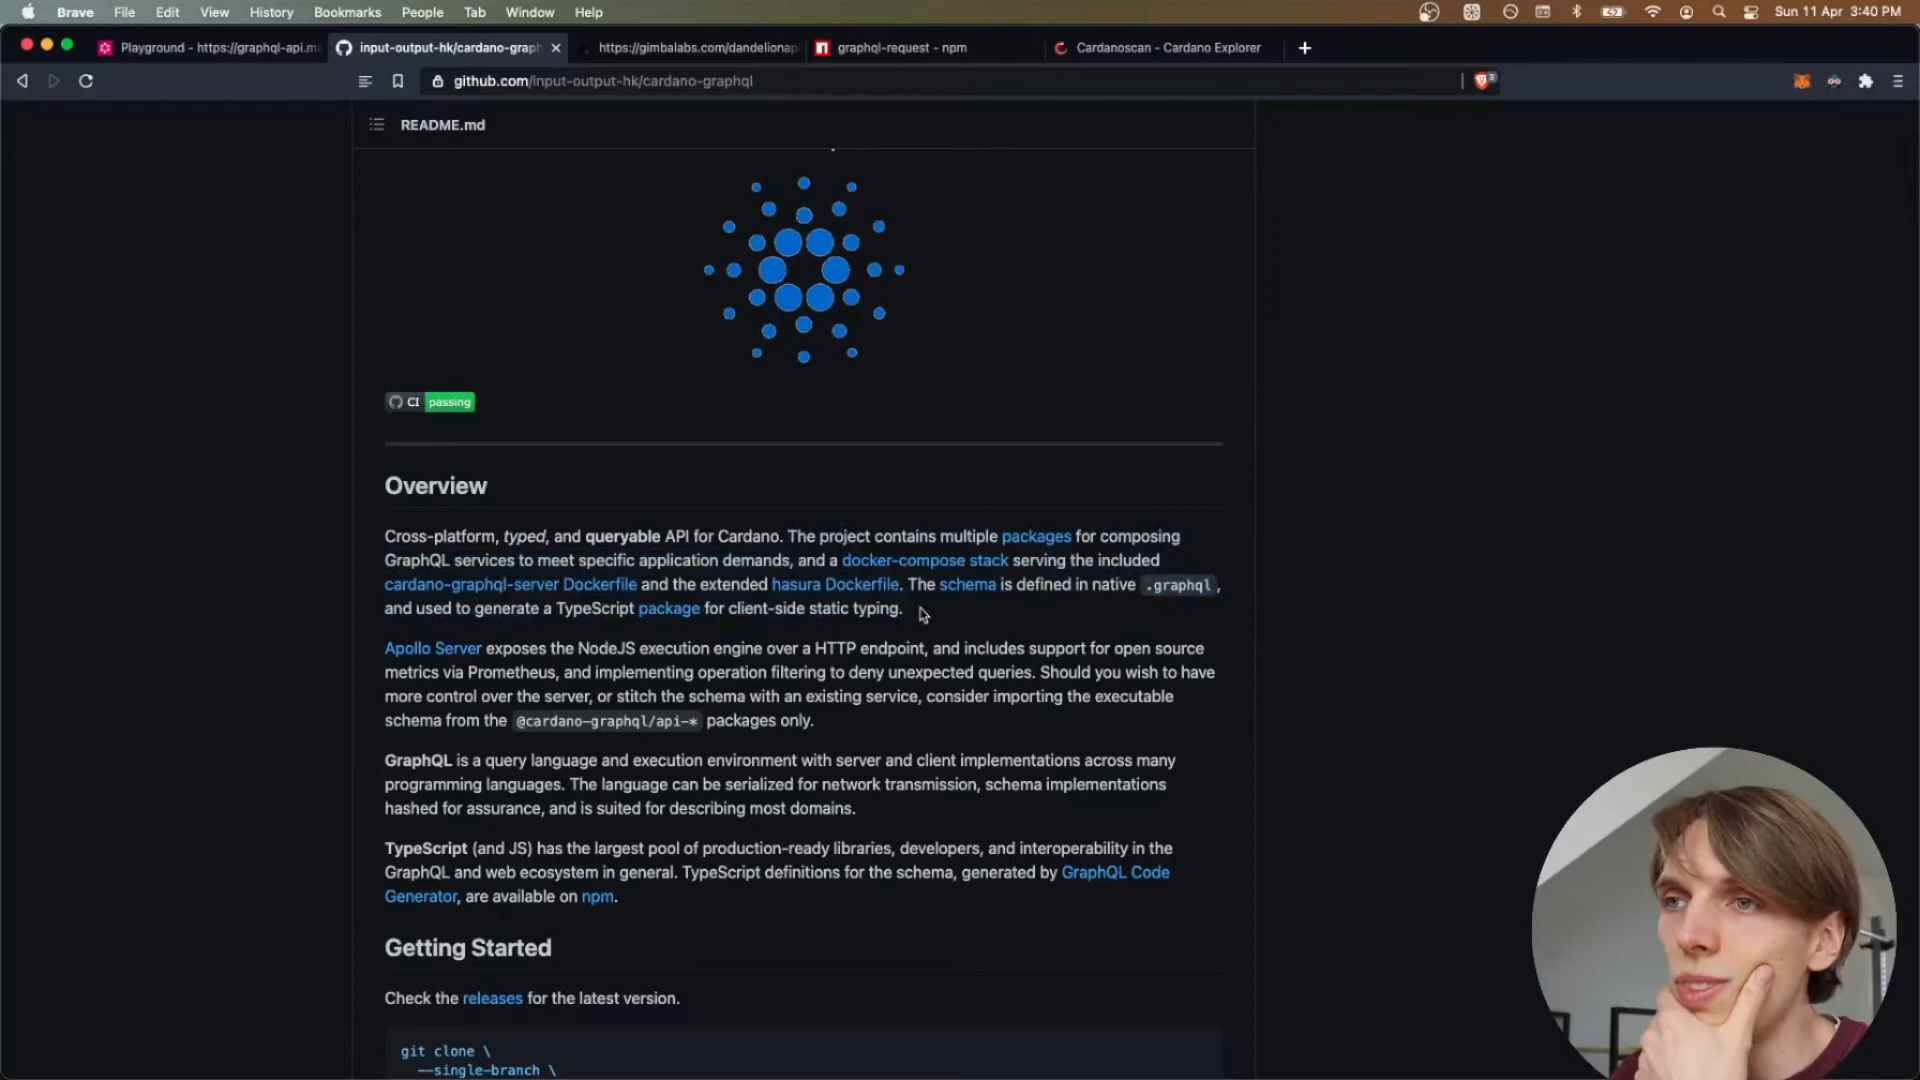 Brave File Edit View History Bookmarks People Tab Window Help Sun 11 Apr 3:40 PM
Playground - https://graphql-api.ma input-output-hk/cardano-graph https://gimbalabs.com/dandelionapi graphql-request - npm Cardanoscan - Cardano Explorer
github.com/input-output-hk/cardano-graphql 3
README.md
CI passing
Overview
Cross-platform, typed, and queryable API for Cardano. The project contains multiple packages for composing
GraphQL services to meet specific application demands, and a docker-compose stack serving the included
cardano-graphql-server Dockerfile and the extended hasura Dockerfile. The schema is defined in native .graphql,
and used to generate a TypeScript package for client-side static typing.
Apollo Server exposes the NodeJS execution engine over a HTTP endpoint, and includes support for open source
metrics via Prometheus, and implementing operation filtering to deny unexpected queries. Should you wish to have
more control over the server, or stitch the schema with an existing service, consider importing the executable
schema from the @cardano-graphql/api-* packages only.
GraphQL is a query language and execution environment with server and client implementations across many
programming languages. The language can be serialized for network transmission, schema implementations
hashed for assurance, and is suited for describing most domains.
TypeScript (and JS) has the largest pool of production-ready libraries, developers, and interoperability in the
GraphQL and web ecosystem in general. TypeScript definitions for the schema, generated by GraphQL Code
Generator, are available on npm.
Getting Started
Check the releases for the latest version.
git clone \
--single-branch \